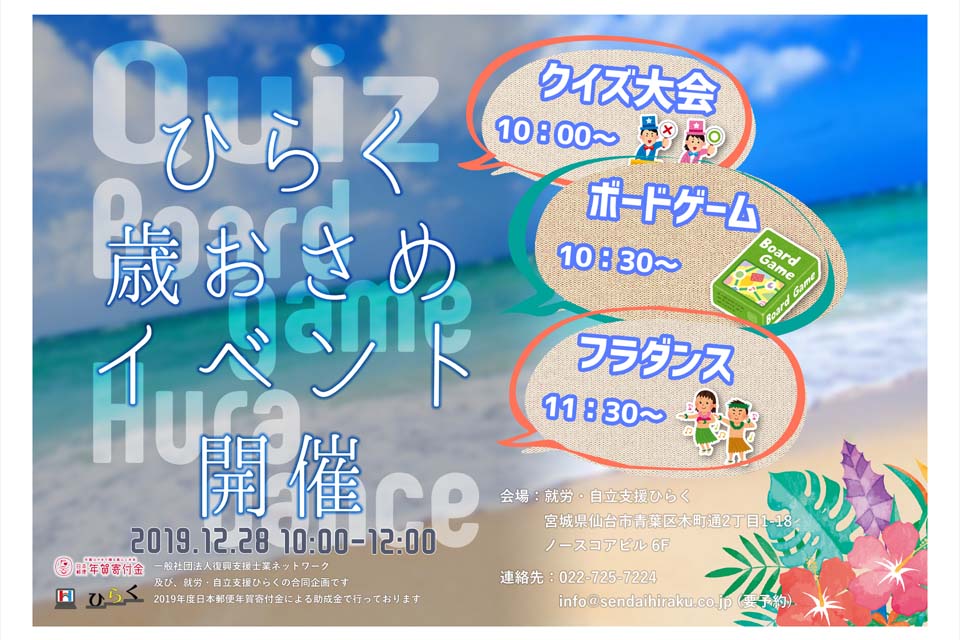 Quiz
Board
game
Hura
Dance
ひらく
歳おさめ
イベント
開催
2019.12.28 10:00-12:00
クイズ大会
10：00～
ボードゲーム
10：30～
Board
Game
Board Game
フラダンス
11：30～
会場：就労・自立支援ひらく
宮城県仙台市青葉区木町通2丁目1-18
ノースコアビル 6F
連絡先：022-725-7224
info@sendaihiraku.co.jp（要予約）
年賀寄付金
ひらく
一般社団法人復興支援士業ネットワーク
及び、就労・自立支援ひらくの合同企画です
2019年度日本郵便年賀寄付金による助成金で行っております